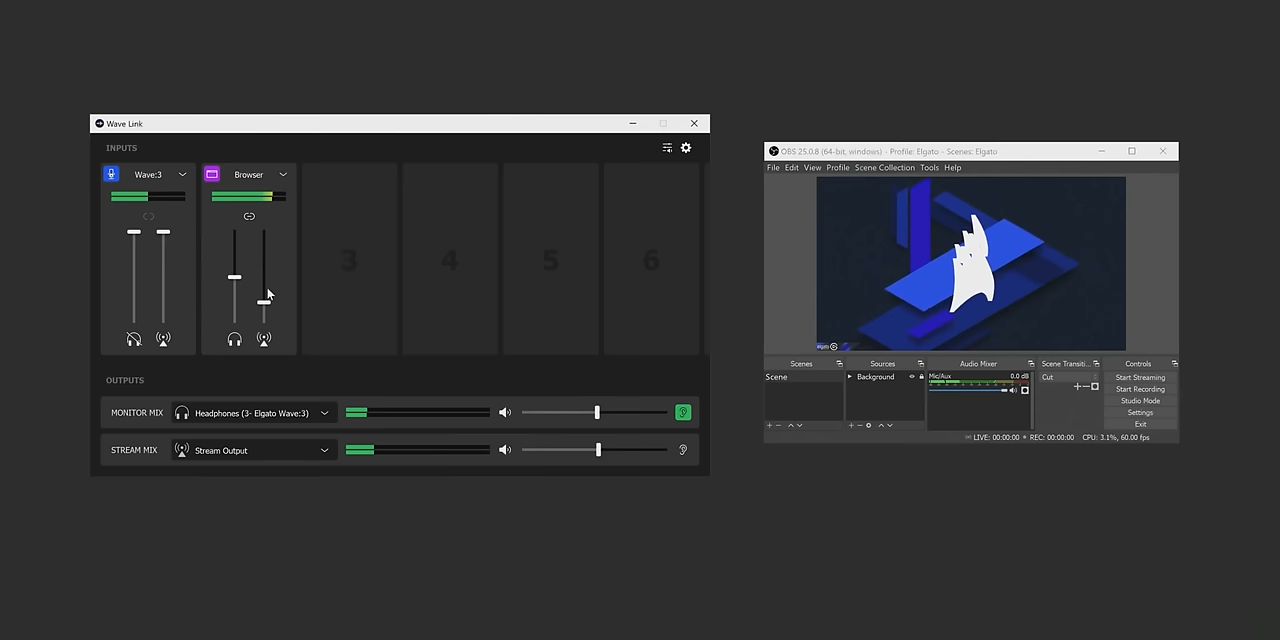 Wave Link
INPUTS
Wave:3
Browser
3
4
5
6
OUTPUTS
MONITOR MIX
Headphones (3- Elgato Wave:3)
STREAM MIX
Stream Output
OBS 25.0.8 (64-bit, windows) - Profile: Elgato - Scenes: Elgato
File Edit View Profile Scene Collection Tools Help
elgato
Scenes
Sources
Audio Mixer
Scene Transiti...
Controls
Scene
Background
Mic/Aux
0.0 dB
Cut
Start Streaming
Start Recording
Studio Mode
Settings
Exit
LIVE: 00:00:00
REC: 00:00:00
CPU: 3.1%, 60.00 fps